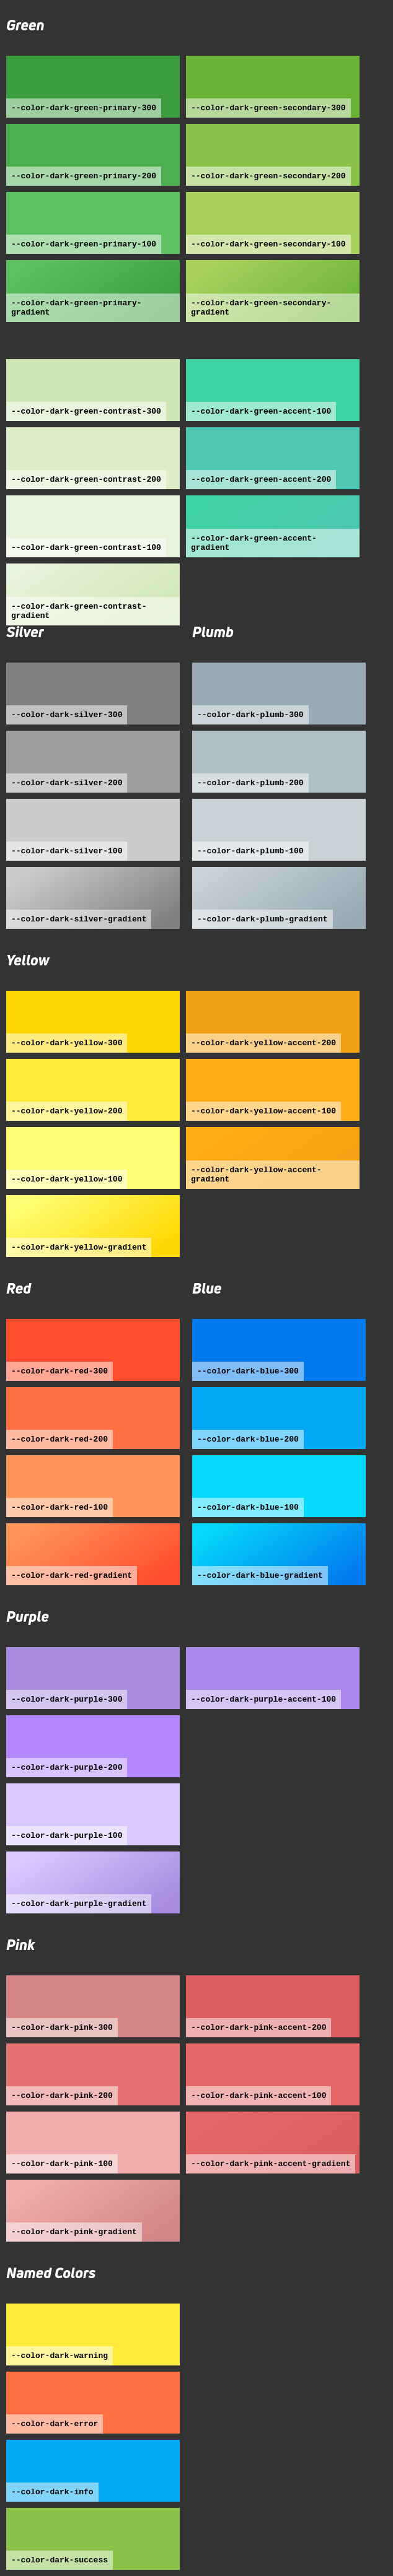 Green
--color-dark-green-primary-300
--color-dark-green-secondary-300
--color-dark-green-primary-200
--color-dark-green-secondary-200
--color-dark-green-primary-100
--color-dark-green-secondary-100
--color-dark-green-primary-
gradient
--color-dark-green-secondary-
gradient
--color-dark-green-contrast-300
--color-dark-green-accent-100
--color-dark-green-contrast-200
--color-dark-green-accent-200
--color-dark-green-contrast-100
--color-dark-green-accent-
gradient
--color-dark-green-contrast-
gradient
Silver
Plumb
--color-dark-silver-300
--color-dark-plumb-300
--color-dark-silver-200
--color-dark-plumb-200
--color-dark-silver-100
--color-dark-plumb-100
--color-dark-silver-gradient
--color-dark-plumb-gradient
Yellow
--color-dark-yellow-300
--color-dark-yellow-accent-200
--color-dark-yellow-200
--color-dark-yellow-accent-100
--color-dark-yellow-100
--color-dark-yellow-accent-
gradient
--color-dark-yellow-gradient
Red
Blue
--color-dark-red-300
--color-dark-blue-300
--color-dark-red-200
--color-dark-blue-200
--color-dark-red-100
--color-dark-blue-100
--color-dark-red-gradient
--color-dark-blue-gradient
Purple
--color-dark-purple-300
--color-dark-purple-accent-100
--color-dark-purple-200
--color-dark-purple-100
--color-dark-purple-gradient
Pink
--color-dark-pink-300
--color-dark-pink-accent-200
--color-dark-pink-200
--color-dark-pink-accent-100
--color-dark-pink-100
--color-dark-pink-accent-gradient
--color-dark-pink-gradient
Named Colors
--color-dark-warning
--color-dark-error
--color-dark-info
--color-dark-success